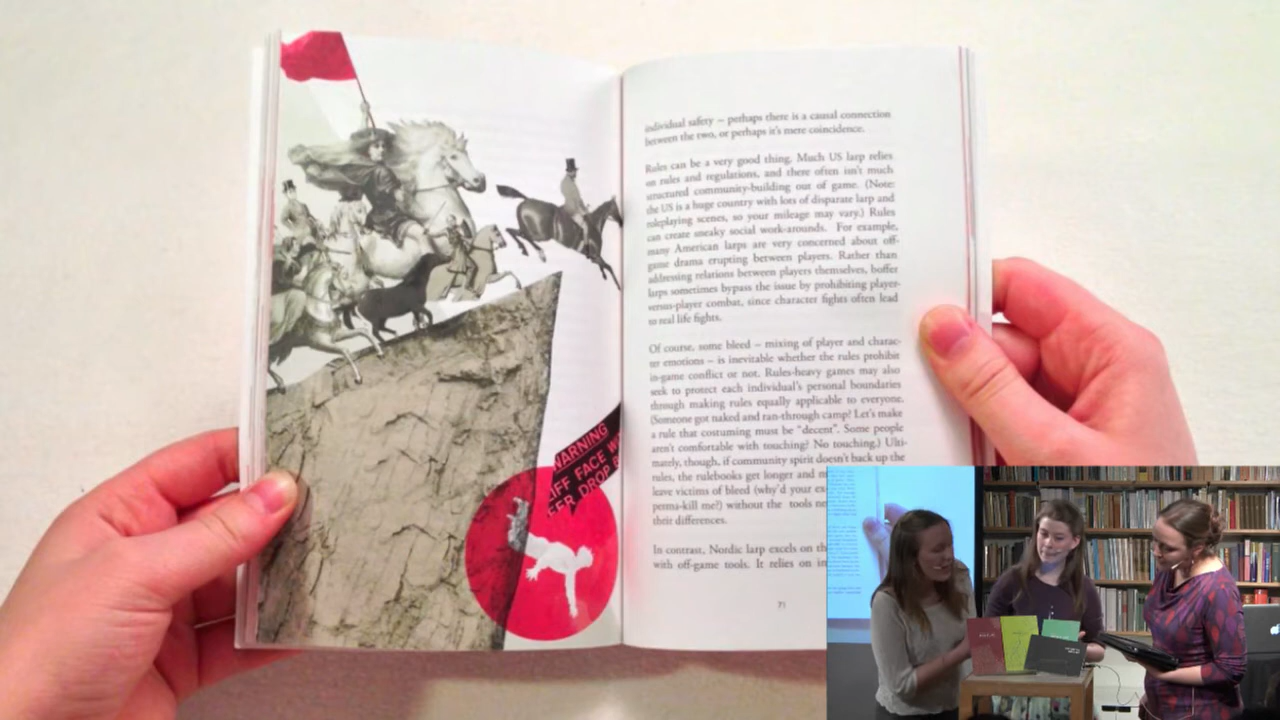 WARNING
CLIFF FACE
DROP
individual safety – perhaps there is a causal connection
between the two, or perhaps it's mere coincidence.
Rules can be a very good thing. Much US larp relies
on rules and regulations, and there often isn't much
structured community-building out of game. (Note:
the US is a huge country with lots of disparate larp and
roleplaying scenes, so your mileage may vary.) Rules
can create sneaky social work-arounds. For example,
many American larps are very concerned about off-
game drama erupting between players. Rather than
addressing relations between players themselves, boffer
larps sometimes bypass the issue by prohibiting player-
versus-player combat, since character fights often lead
to real life fights.
Of course, some bleed – mixing of player and charac-
ter emotions – is inevitable whether the rules prohibit
in-game conflict or not. Rules-heavy games may also
seek to protect each individual's personal boundaries
through making rules equally applicable to everyone.
(Someone got naked and ran through camp? Let's make
a rule that costuming must be "decent". Some people
aren't comfortable with touching? No touching.) Ulti-
mately, though, if community spirit doesn't back up the
rules, the rulebooks get longer and
leave victims of bleed (why'd your
perma-kill me?) without the tools
their differences.
In contrast, Nordic larp excels on
with off-game tools. It relies on
71